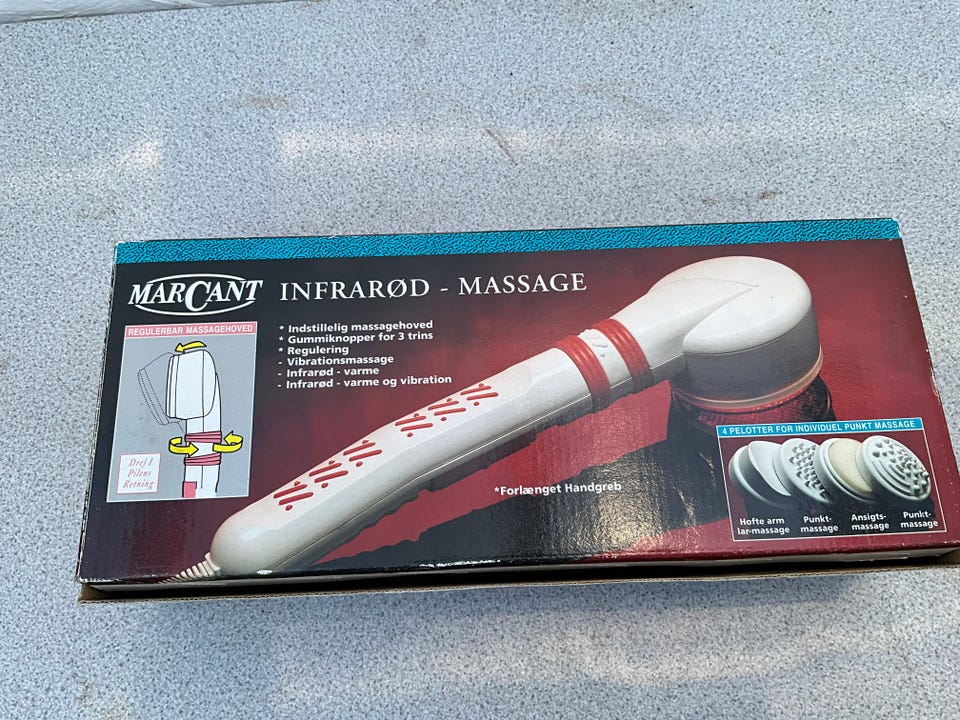 MARCANT INFRARØD - MASSAGE
REGULERBAR MASSAGEHOVED
* Indstillelig massagehoved
* Gummiknopper for 3 trins
* Regulering
- Vibrationsmassage
- Infrarød - varme
- Infrarød - varme og vibration
Drej I
Pilens
Retning
*Forlænget Handgreb
4 PELOTTER FOR INDIVIDUEL PUNKT MASSAGE
Hofte arm
lar-massage
Punkt-
massage
Ansigts-
massage
Punkt-
massage